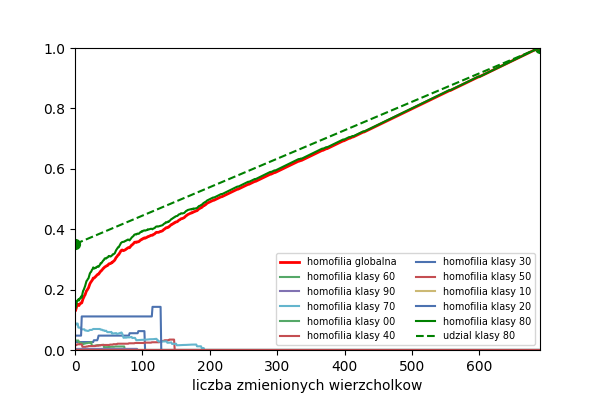 1.0
0.8
0.6
0.4
0.2
0.0
0 100 200 300 400 500 600
liczba zmienionych wierzcholkow
homofilia globalna
homofilia klasy 60
homofilia klasy 90
homofilia klasy 70
homofilia klasy 00
homofilia klasy 40
homofilia klasy 30
homofilia klasy 50
homofilia klasy 10
homofilia klasy 20
homofilia klasy 80
udzial klasy 80